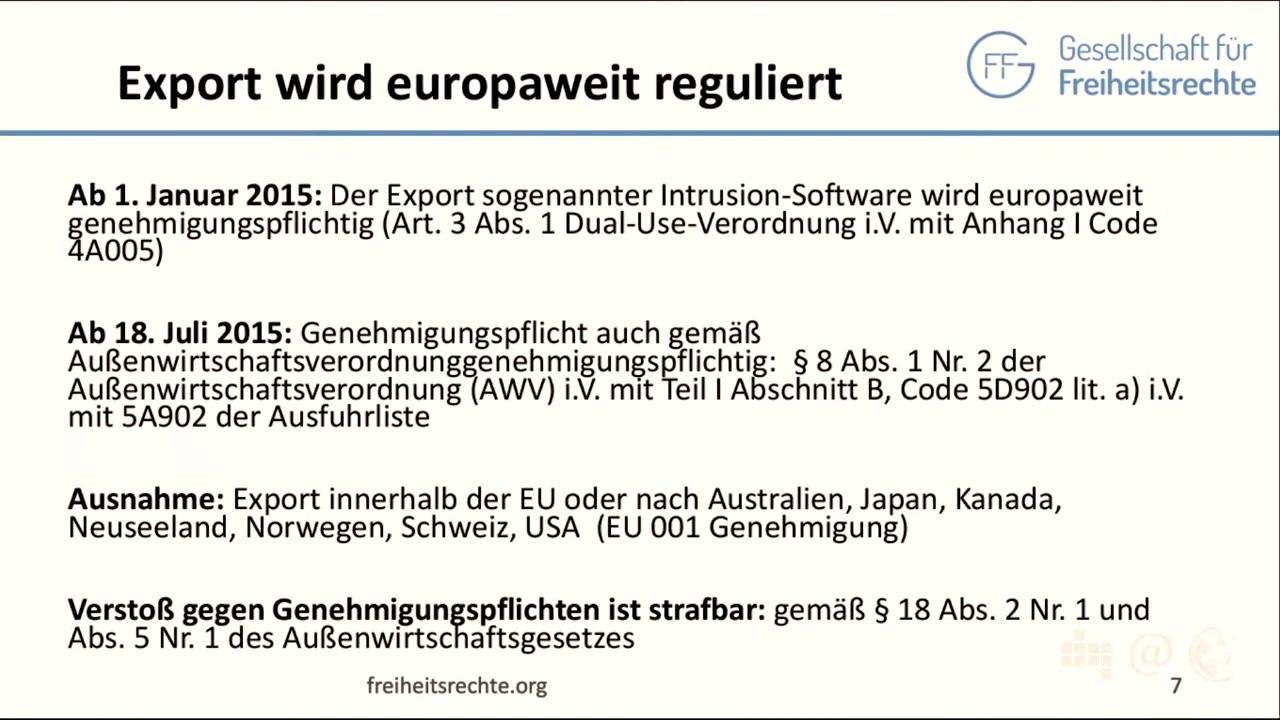 Export wird europaweit reguliert
GFF
Gesellschaft für
Freiheitsrechte
Ab 1. Januar 2015: Der Export sogenannter Intrusion-Software wird europaweit
genehmigungspflichtig (Art. 3 Abs. 1 Dual-Use-Verordnung i.V. mit Anhang I Code
4A005)
Ab 18. Juli 2015: Genehmigungspflicht auch gemäß
Außenwirtschaftsverordnunggenehmigungspflichtig:  § 8 Abs. 1 Nr. 2 der
Außenwirtschaftsverordnung (AWV) i.V. mit Teil I Abschnitt B, Code 5D902 lit. a) i.V.
mit 5A902 der Ausfuhrliste
Ausnahme: Export innerhalb der EU oder nach Australien, Japan, Kanada,
Neuseeland, Norwegen, Schweiz, USA  (EU 001 Genehmigung)
Verstoß gegen Genehmigungspflichten ist strafbar: gemäß § 18 Abs. 2 Nr. 1 und
Abs. 5 Nr. 1 des Außenwirtschaftsgesetzes
@
freiheitsrechte.org
7